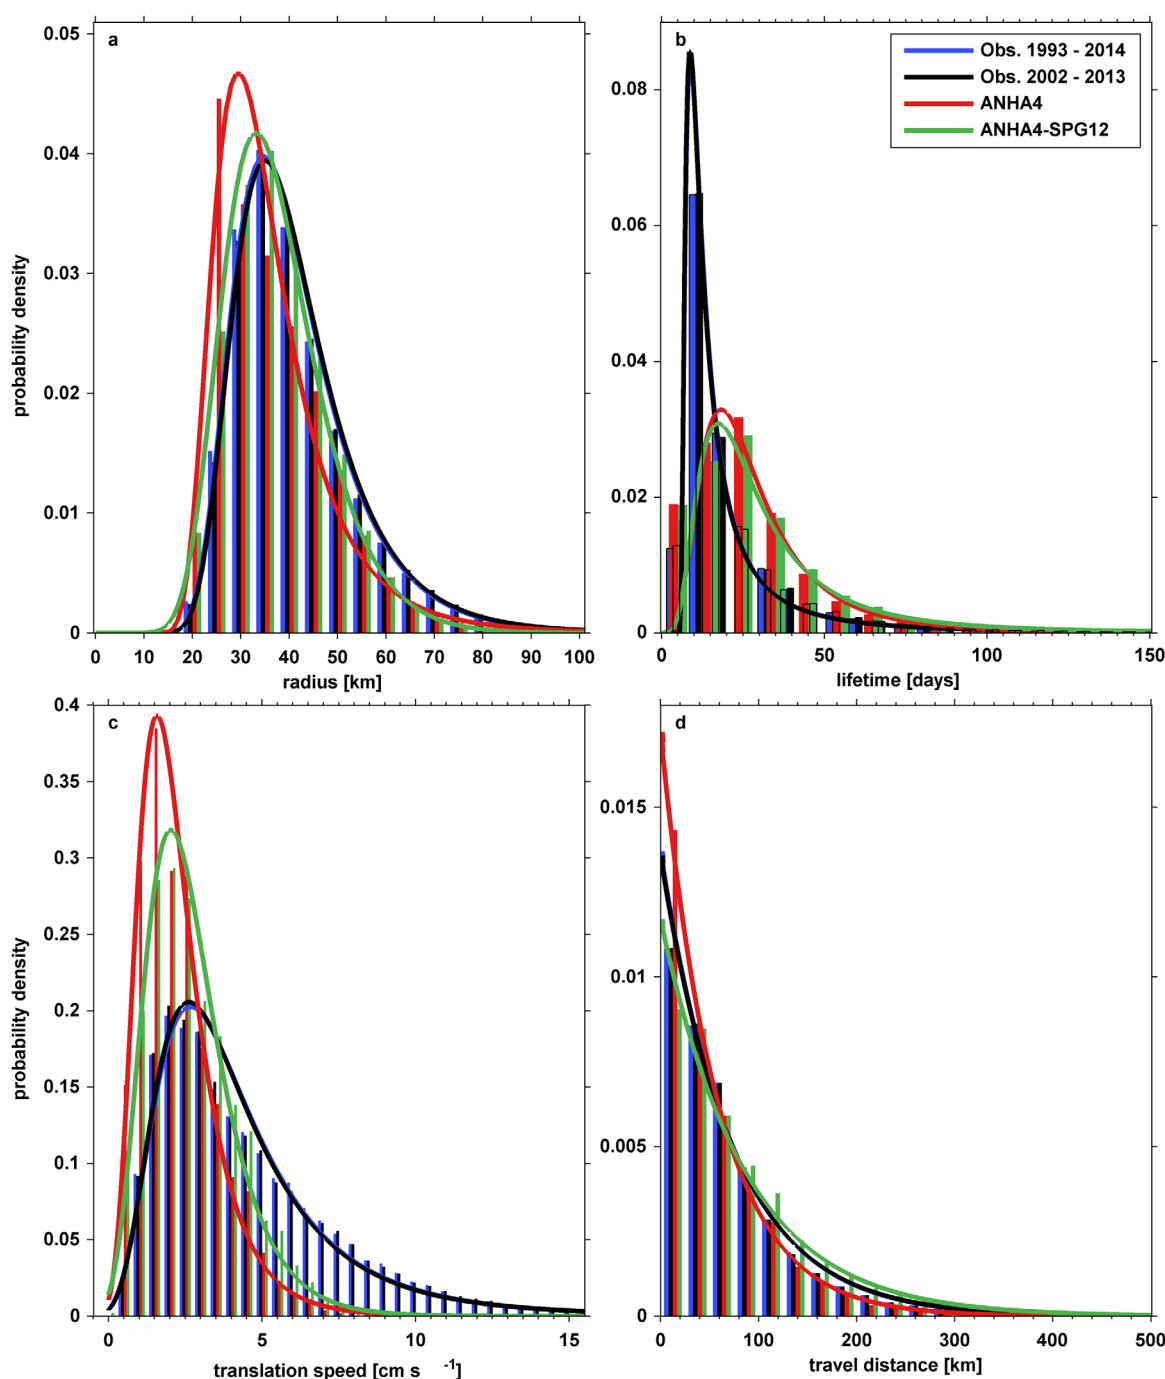 a
0.05
0.04
0.03
0.02
0.01
0
probability density
0 10 20 30 40 50 60 70 80 90 100
radius [km]
b
Obs. 1993 - 2014
Obs. 2002 - 2013
ANHA4
ANHA4-SPG12
0.08
0.06
0.04
0.02
0
0 50 100 150
lifetime [days]
c
0.4
0.35
0.3
0.25
0.2
0.15
0.1
0.05
0
probability density
0 5 10 15
translation speed [cm s -1]
d
0.015
0.01
0.005
0
0 100 200 300 400 500
travel distance [km]